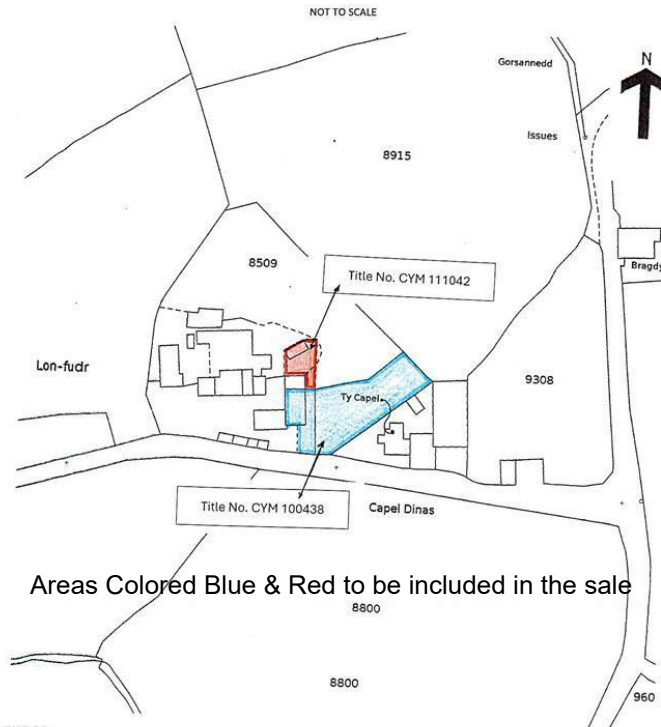 NOT TO SCALE
Gorsannedd
N
Issues
8915
Bragdy
8509
Title No. CYM 111042
Lon-fudr
9308
Ty Capel
Title No. CYM 100438
Capel Dinas
Areas Colored Blue & Red to be included in the sale
8800
8800
960